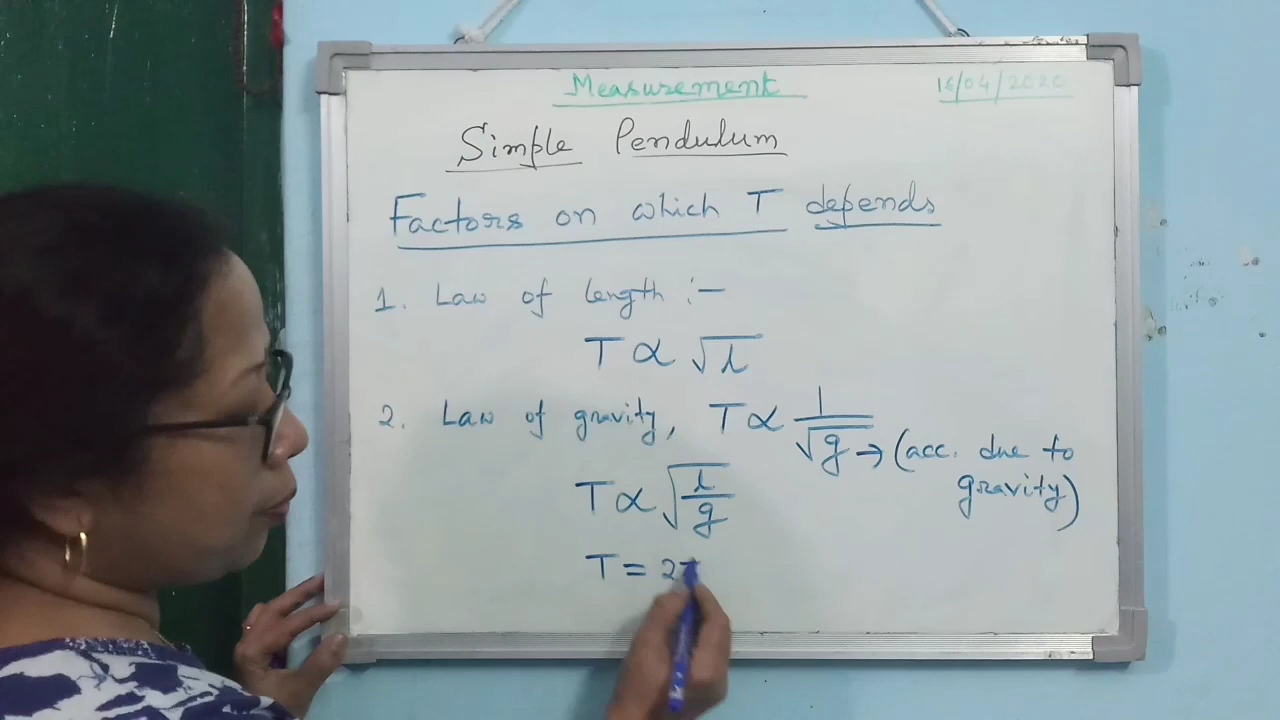 Measurement
16/04/2020
Simple Pendulum
Factors on which T depends
1. Law of length :-
T ∝ √l
2. Law of gravity, T ∝ 1/√g → (acc. due to gravity)
T ∝ √(l/g)
T = 2